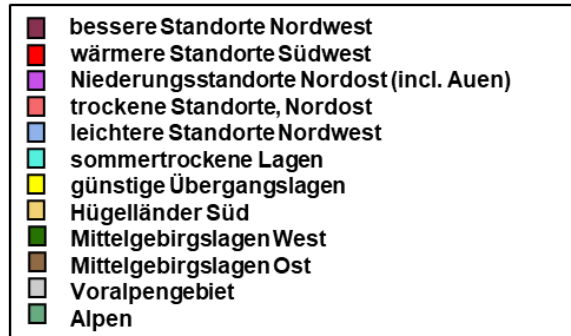 bessere Standorte Nordwest
wärmere Standorte Südwest
Niederungsstandorte Nordost (incl. Auen)
trockene Standorte, Nordost
leichtere Standorte Nordwest
sommertrockene Lagen
günstige Übergangslagen
Hügelländer Süd
Mittelgebirgslagen West
Mittelgebirgslagen Ost
Voralpengebiet
Alpen